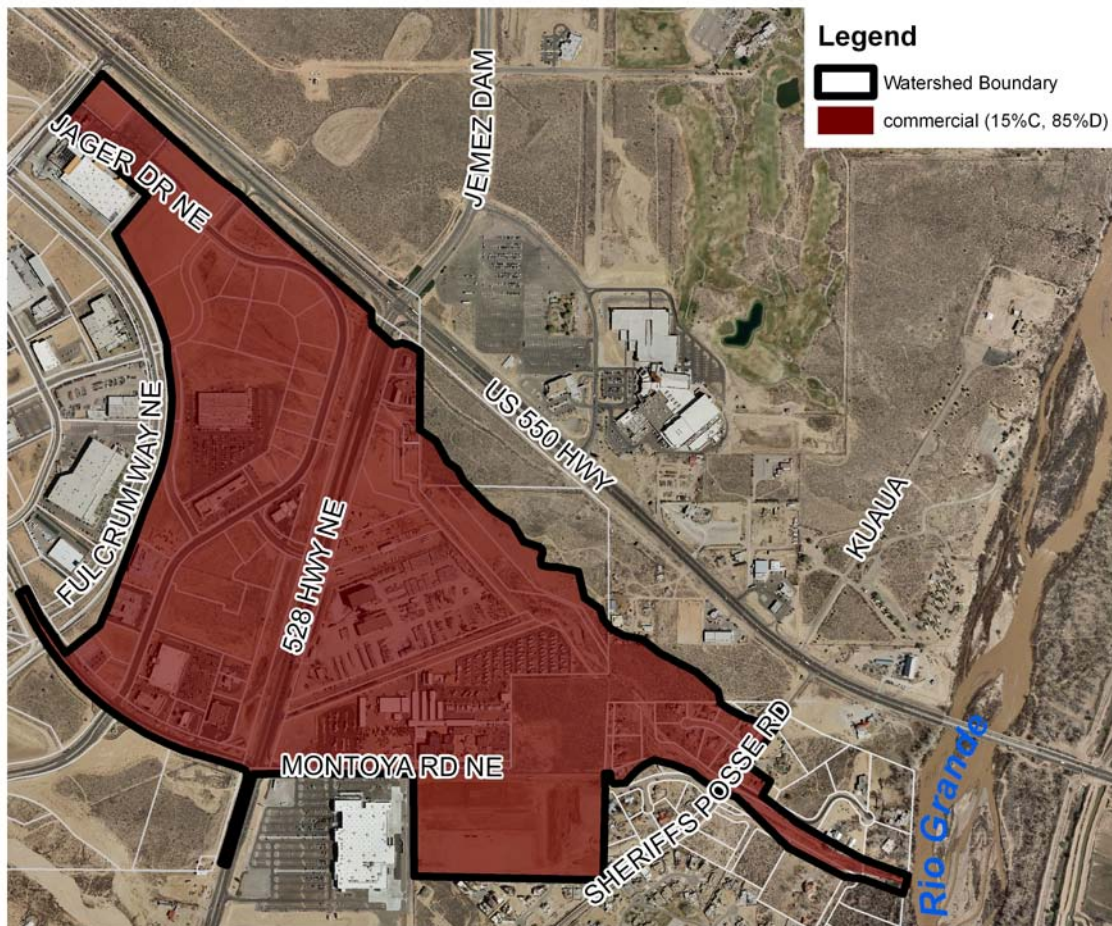 Legend
Watershed Boundary
commercial (15%C, 85%D)
JAGER DR NE
JEMEZ DAM
US 550 HWY
FULCRUM WAY NE
528 HWY NE
KUAUA
MONTOYA RD NE
SHERIFFS POSSE RD
Rio Grande